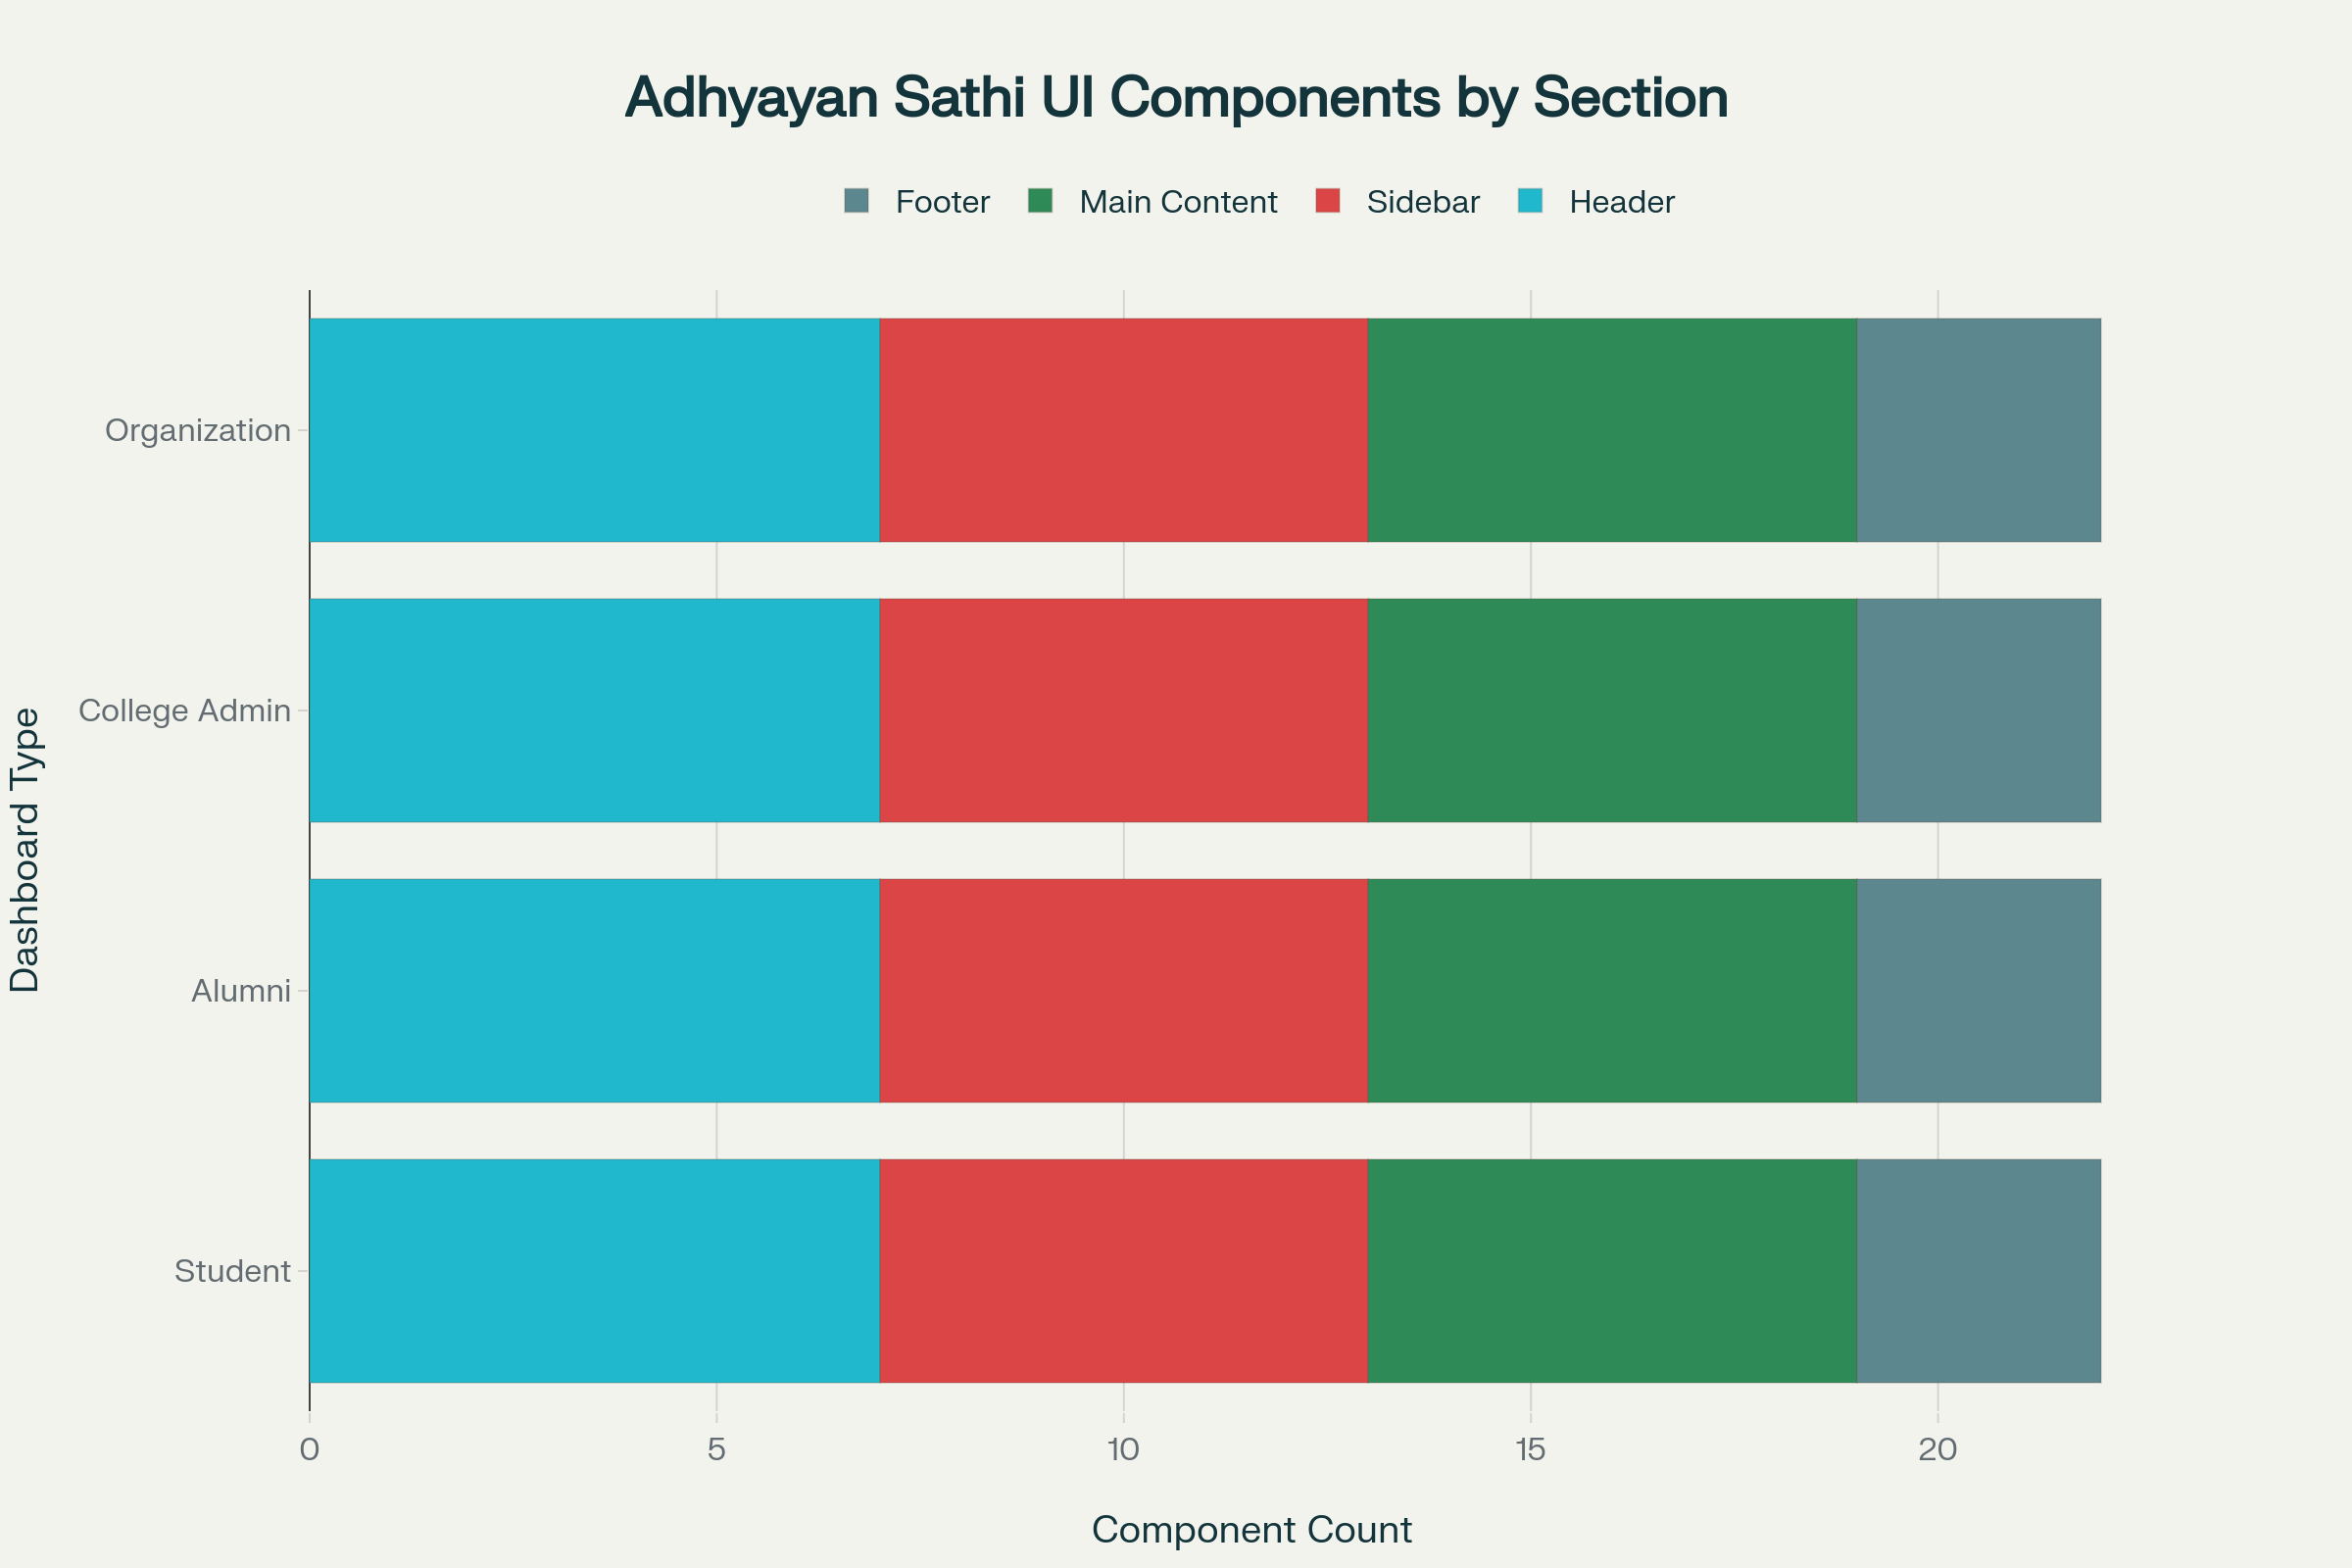 Adhyayan Sathi UI Components by Section
Footer Main Content Sidebar Header
Dashboard Type
Organization
College Admin
Alumni
Student
0 5 10 15 20
Component Count